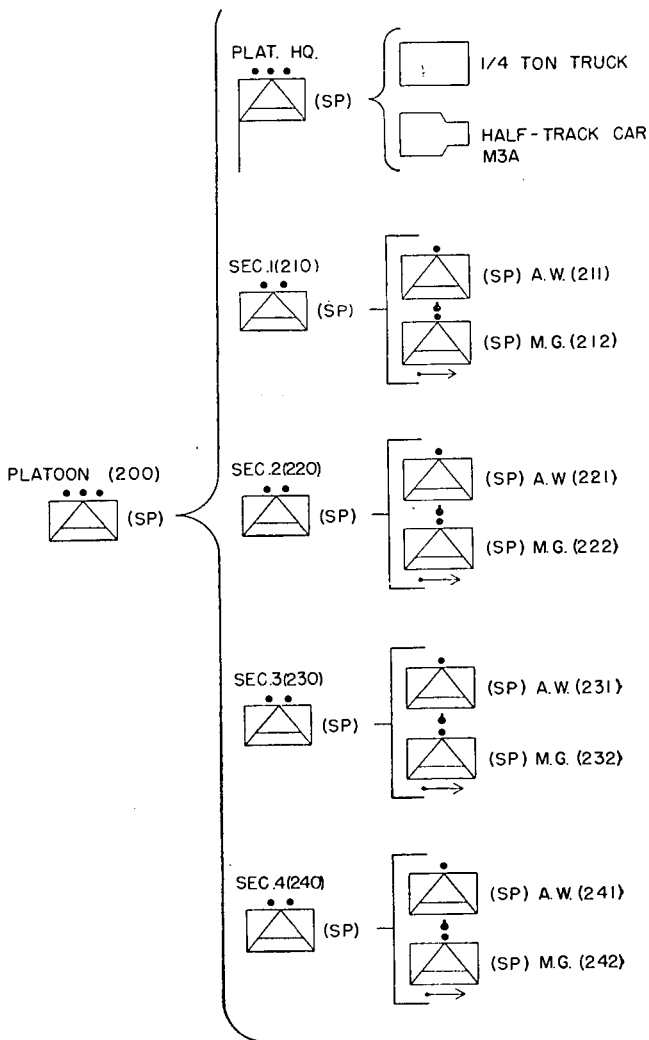 PLAT. HQ.
(SP)
1/4 TON TRUCK
HALF-TRACK CAR
M3A
SEC.1(210)
(SP)
(SP) A.W.(211)
(SP) M.G.(212)
PLATOON (200)
(SP)
SEC.2(220)
(SP)
(SP) A.W(221)
(SP) M.G.(222)
SEC.3(230)
(SP)
(SP) A.W.(231)
(SP) M.G.(232)
SEC.4(240)
(SP)
(SP) A.W.(241)
(SP) M.G.(242)